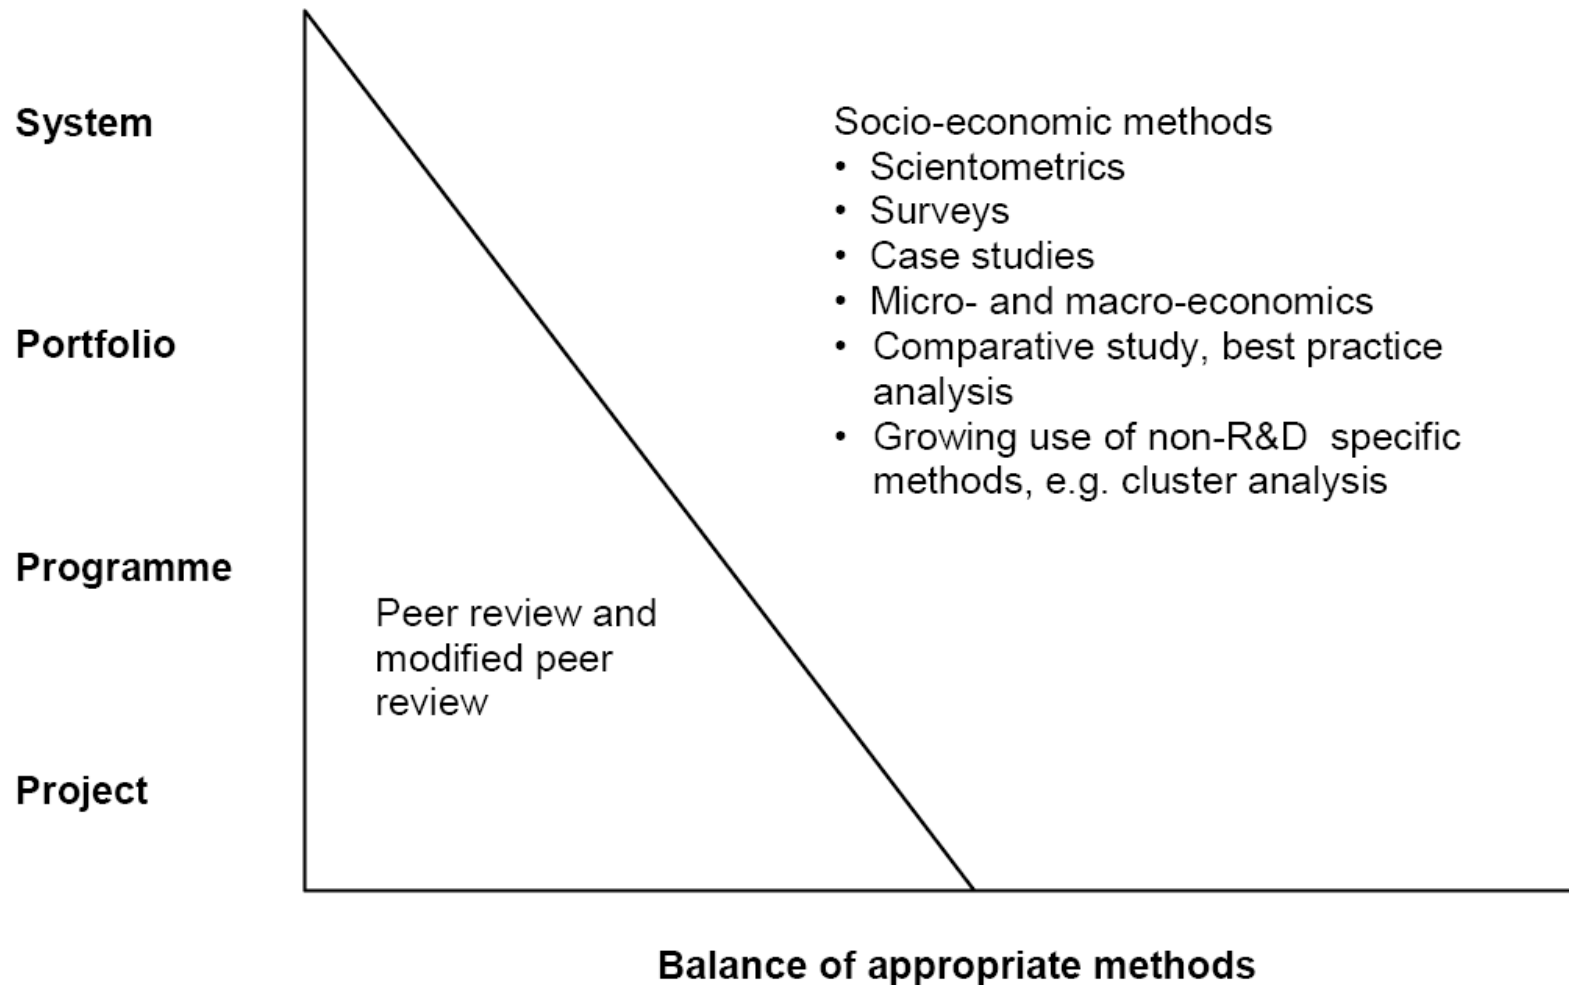 System
Socio-economic methods
• Scientometrics
• Surveys
• Case studies
• Micro- and macro-economics
Portfolio
• Comparative study, best practice
analysis
• Growing use of non-R&D specific
methods, e.g. cluster analysis
Programme
Peer review and
modified peer
review
Project
Balance of appropriate methods